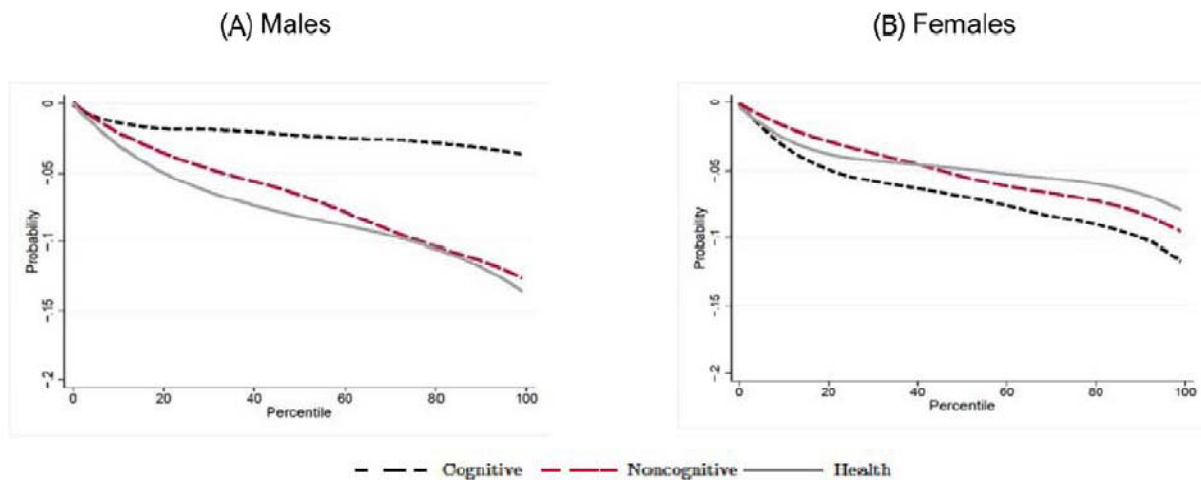 (A) Males
(B) Females
Probability
0
-.05
-.1
-.15
-.2
0 20 40 60 80 100
Percentile
Probability
0
-.05
-.1
-.15
-.2
0 20 40 60 80 100
Percentile
Cognitive Noncognitive Health